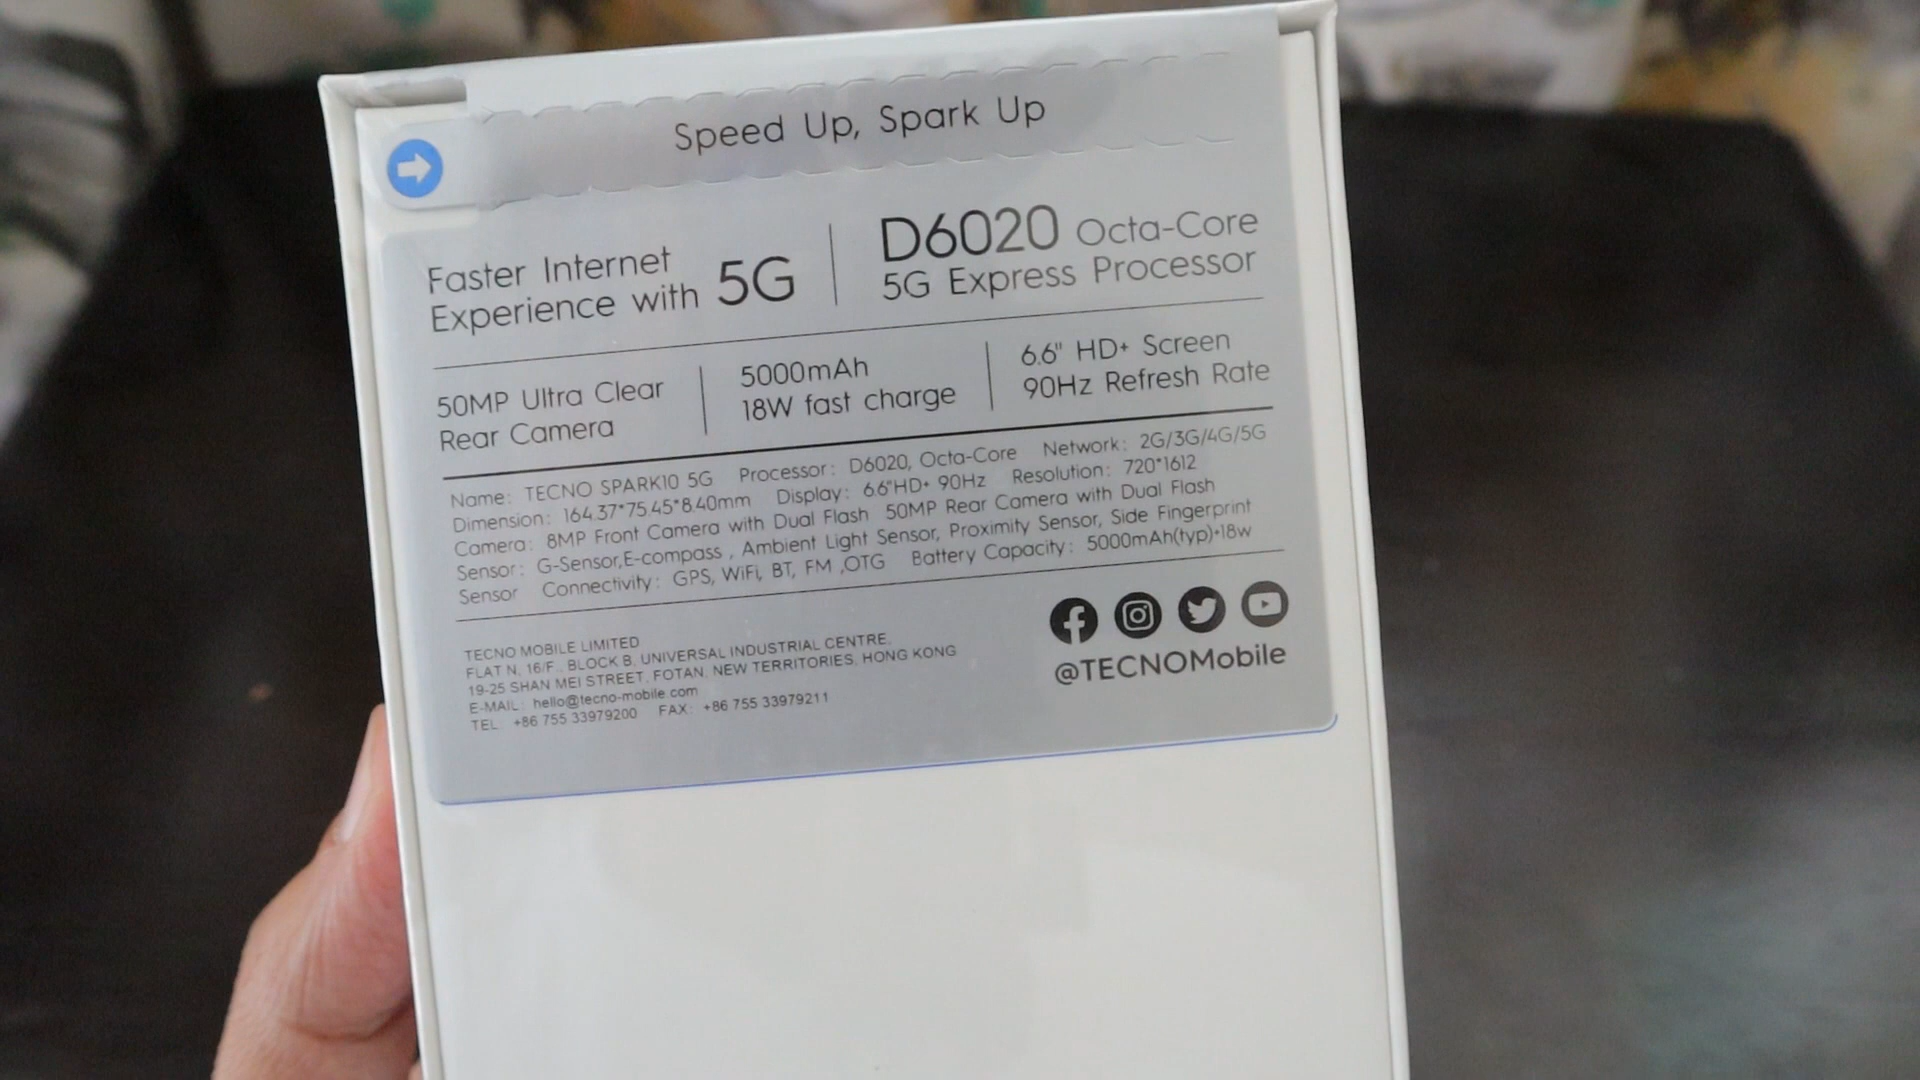 Speed Up, Spark Up
Faster Internet
Experience with 5G
D6020 Octa-Core
5G Express Processor
50MP Ultra Clear
Rear Camera
5000mAh
18W fast charge
6.6" HD+ Screen
90Hz Refresh Rate
Name: TECNO SPARK10 5G Processor: D6020, Octa-Core Network: 2G/3G/4G/5G
Dimension: 164.37*75.45*8.40mm Display: 6.6"HD+ 90Hz Resolution: 720*1612
Camera: 8MP Front Camera with Dual Flash 50MP Rear Camera with Dual Flash
Sensor: G-Sensor,E-compass , Ambient Light Sensor, Proximity Sensor, Side Fingerprint
Sensor Connectivity: GPS, WiFi, BT, FM ,OTG Battery Capacity: 5000mAh(typ)+18w
TECNO MOBILE LIMITED
FLAT N, 16/F., BLOCK B, UNIVERSAL INDUSTRIAL CENTRE,
19-25 SHAN MEI STREET, FOTAN, NEW TERRITORIES, HONG KONG
E-MAIL: hello@tecno-mobile.com
TEL: +86 755 33979200 FAX: +86 755 33979211
@TECNOMobile